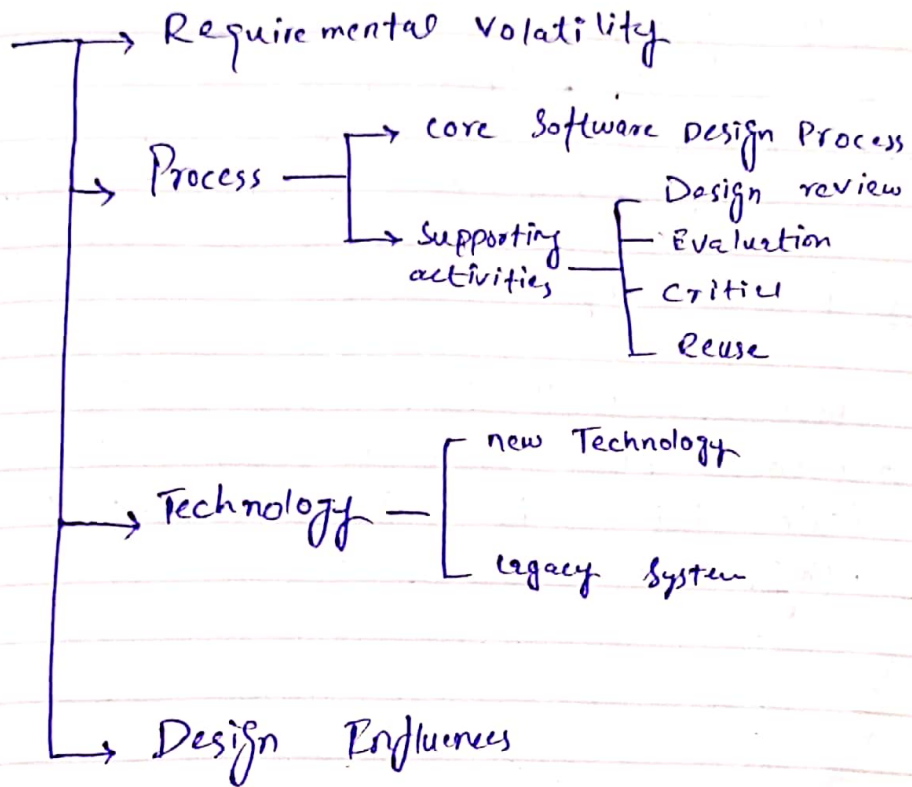 Requiremental Volatility
Process
core Software Design Process
Supporting
activities
Design review
Evaluation
Reuse
Technology
new Technology
Legacy System
Design Influences